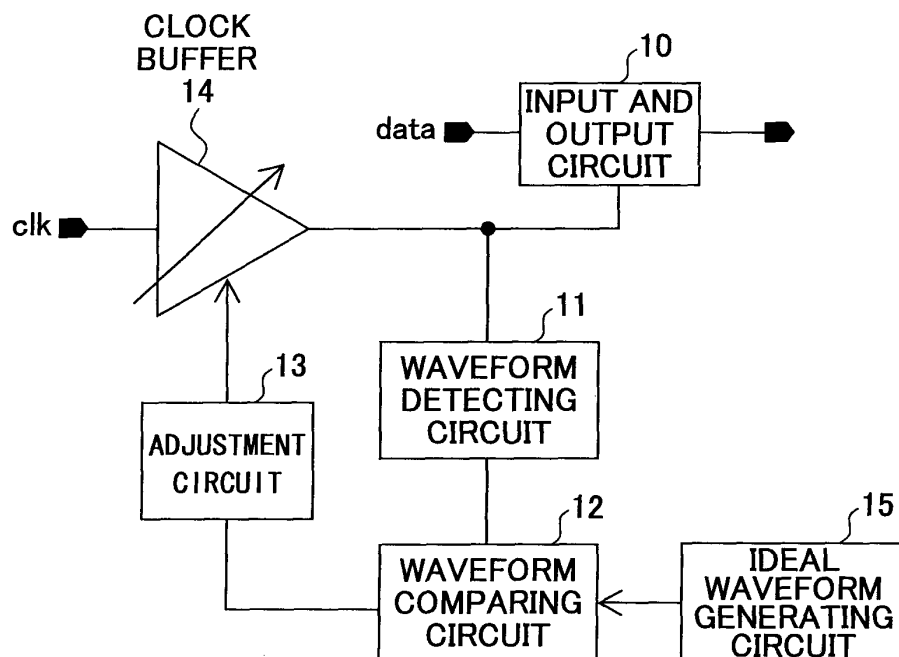 CLOCK
BUFFER
14
10
INPUT AND
OUTPUT
CIRCUIT
data
clk
11
WAVEFORM
DETECTING
CIRCUIT
13
ADJUSTMENT
CIRCUIT
12
WAVEFORM
COMPARING
CIRCUIT
15
IDEAL
WAVEFORM
GENERATING
CIRCUIT